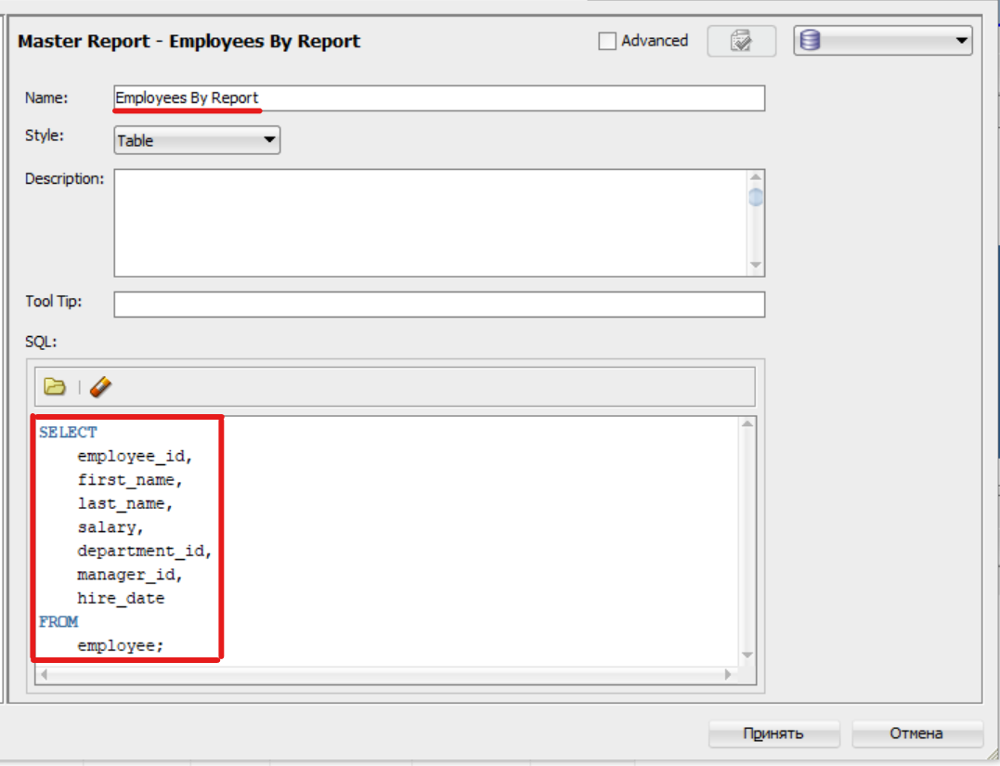 Master Report - Employees By Report
Advanced
Name:
Employees By Report
Style:
Table
Description:
Tool Tip:
SQL:
SELECT
employee_id,
first_name,
last_name,
salary,
department_id,
manager_id,
hire_date
FROM
employee;
Принять
Отмена